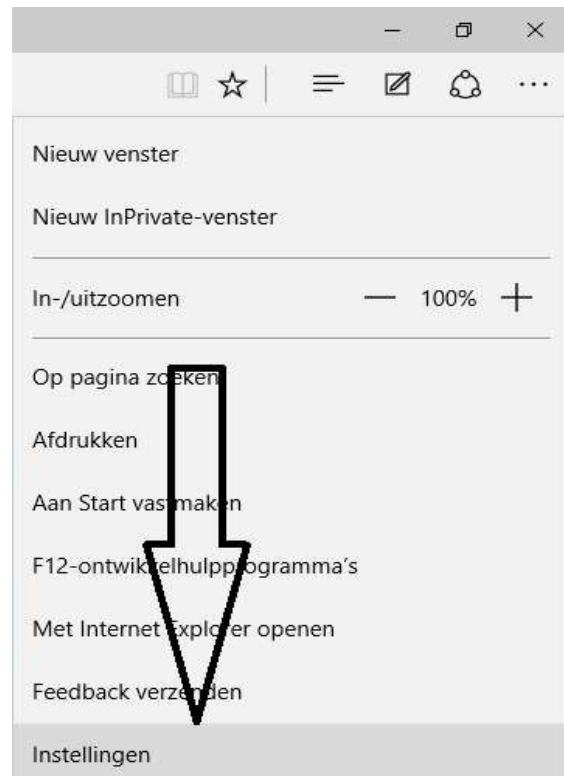 Nieuw venster
Nieuw InPrivate-venster
In-/uitzoomen 100%
Op pagina zoeken
Afdrukken
Aan Start vastmaken
F12-ontwikkelhulpprogramma's
Met Internet Explorer openen
Feedback verzenden
Instellingen